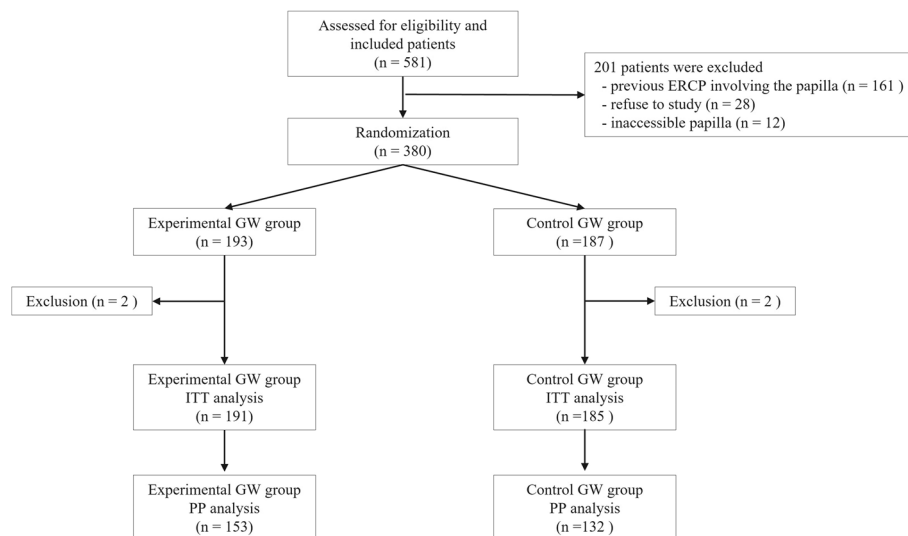 Assessed for eligibility and
included patients
(n = 581)
201 patients were excluded
- previous ERCP involving the papilla (n = 161 )
- refuse to study (n = 28)
- inaccessible papilla (n = 12)
Randomization
(n = 380)
Experimental GW group
(n = 193)
Control GW group
(n =187 )
Exclusion (n = 2 )
Exclusion (n = 2 )
Experimental GW group
ITT analysis
(n = 191)
Control GW group
ITT analysis
(n =185 )
Experimental GW group
PP analysis
(n = 153)
Control GW group
PP analysis
(n =132 )